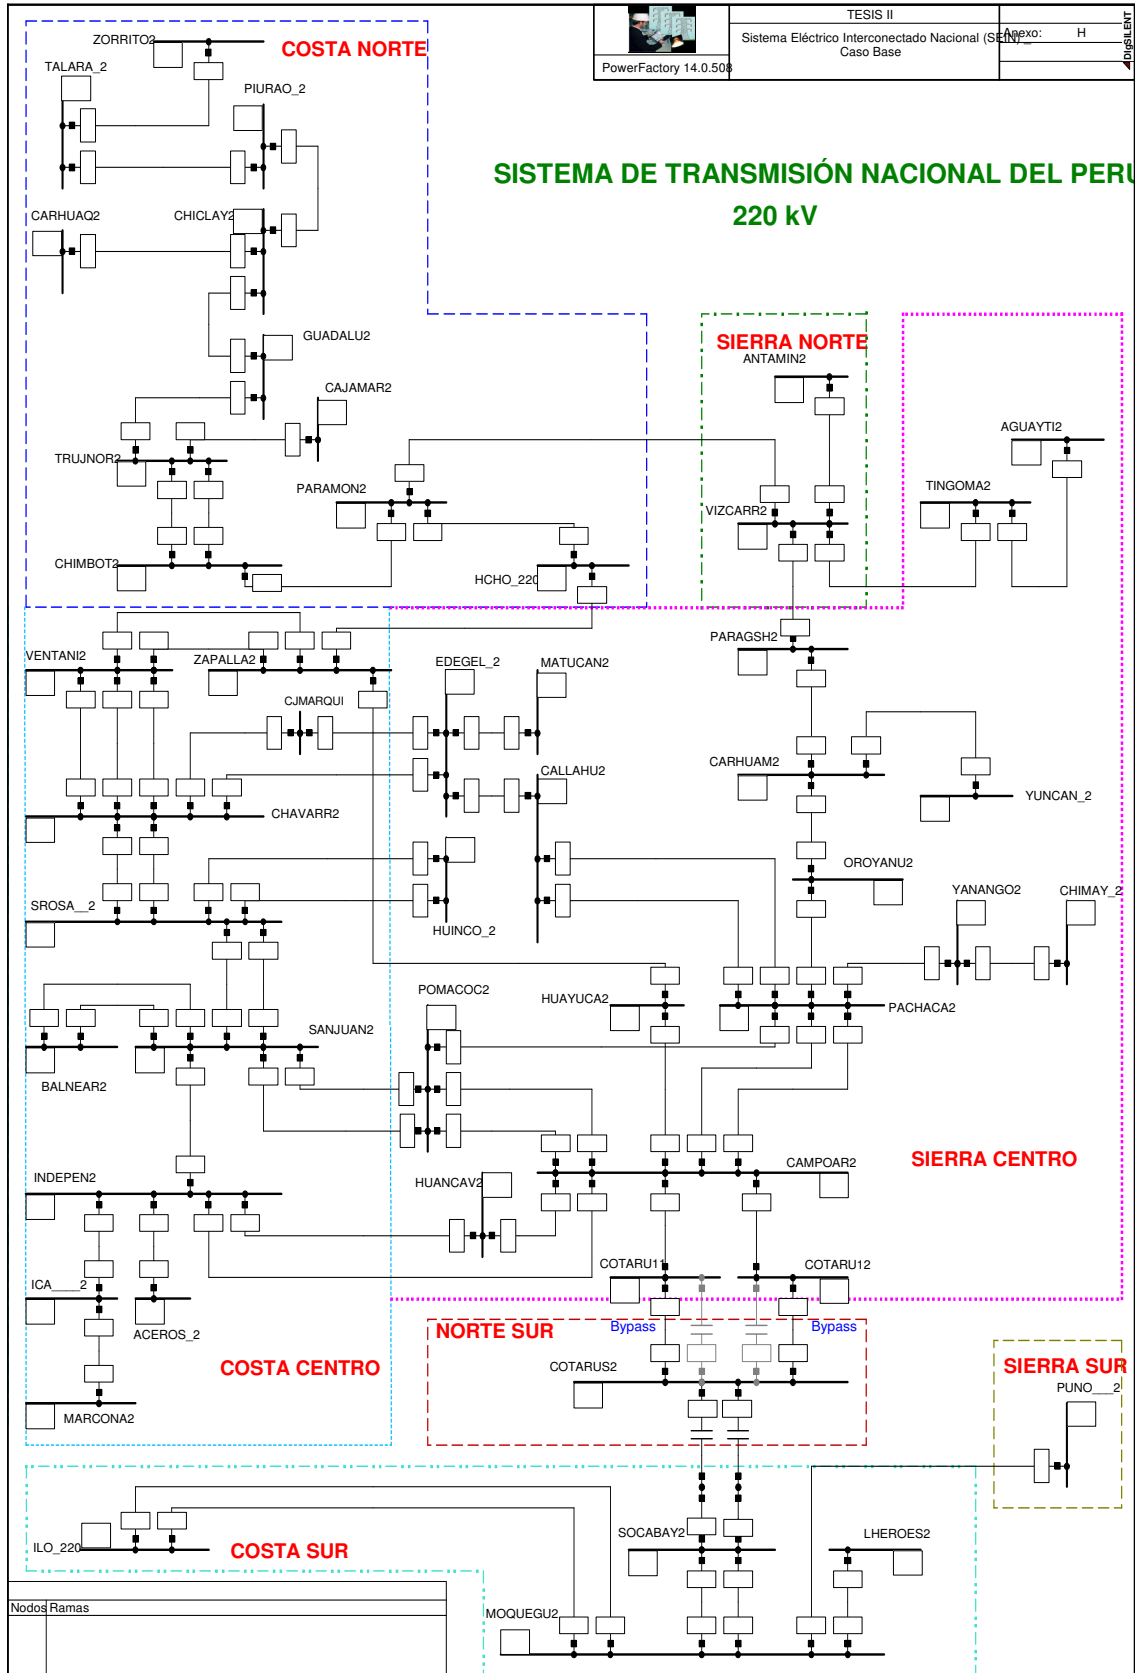 TESIS II
Sistema Eléctrico Interconectado Nacional (SEIN) _
Caso Base
Anexo: H
PowerFactory 14.0.508
DIgSILENT
SISTEMA DE TRANSMISIÓN NACIONAL DEL PERU
220 kV
COSTA NORTE
ZORRITO2
TALARA_2
PIURAO_2
CARHUAQ2
CHICLAY2
GUADALU2
CAJAMAR2
TRUJNOR2
PARAMON2
CHIMBOT2
HCHO_220
SIERRA NORTE
ANTAMIN2
VIZCARR2
AGUAYTI2
TINGOMA2
PARAGSH2
VENTANI2
ZAPALLA2
EDEGEL_2
MATUCAN2
CJMARQUI
CALLAHU2
CARHUAM2
YUNCAN_2
CHAVARR2
OROYANU2
SROSA__2
HUINCO_2
YANANGO2
CHIMAY_2
POMACOC2
HUAYUCA2
PACHACA2
SANJUAN2
BALNEAR2
INDEPEN2
HUANCAV2
CAMPOAR2
SIERRA CENTRO
ICA____2
ACEROS_2
COTARU11
COTARU12
Bypass
Bypass
NORTE SUR
COSTA CENTRO
COTARUS2
MARCONA2
SIERRA SUR
PUNO___2
ILO_220
COSTA SUR
SOCABAY2
LHEROES2
MOQUEGU2
Nodos Ramas